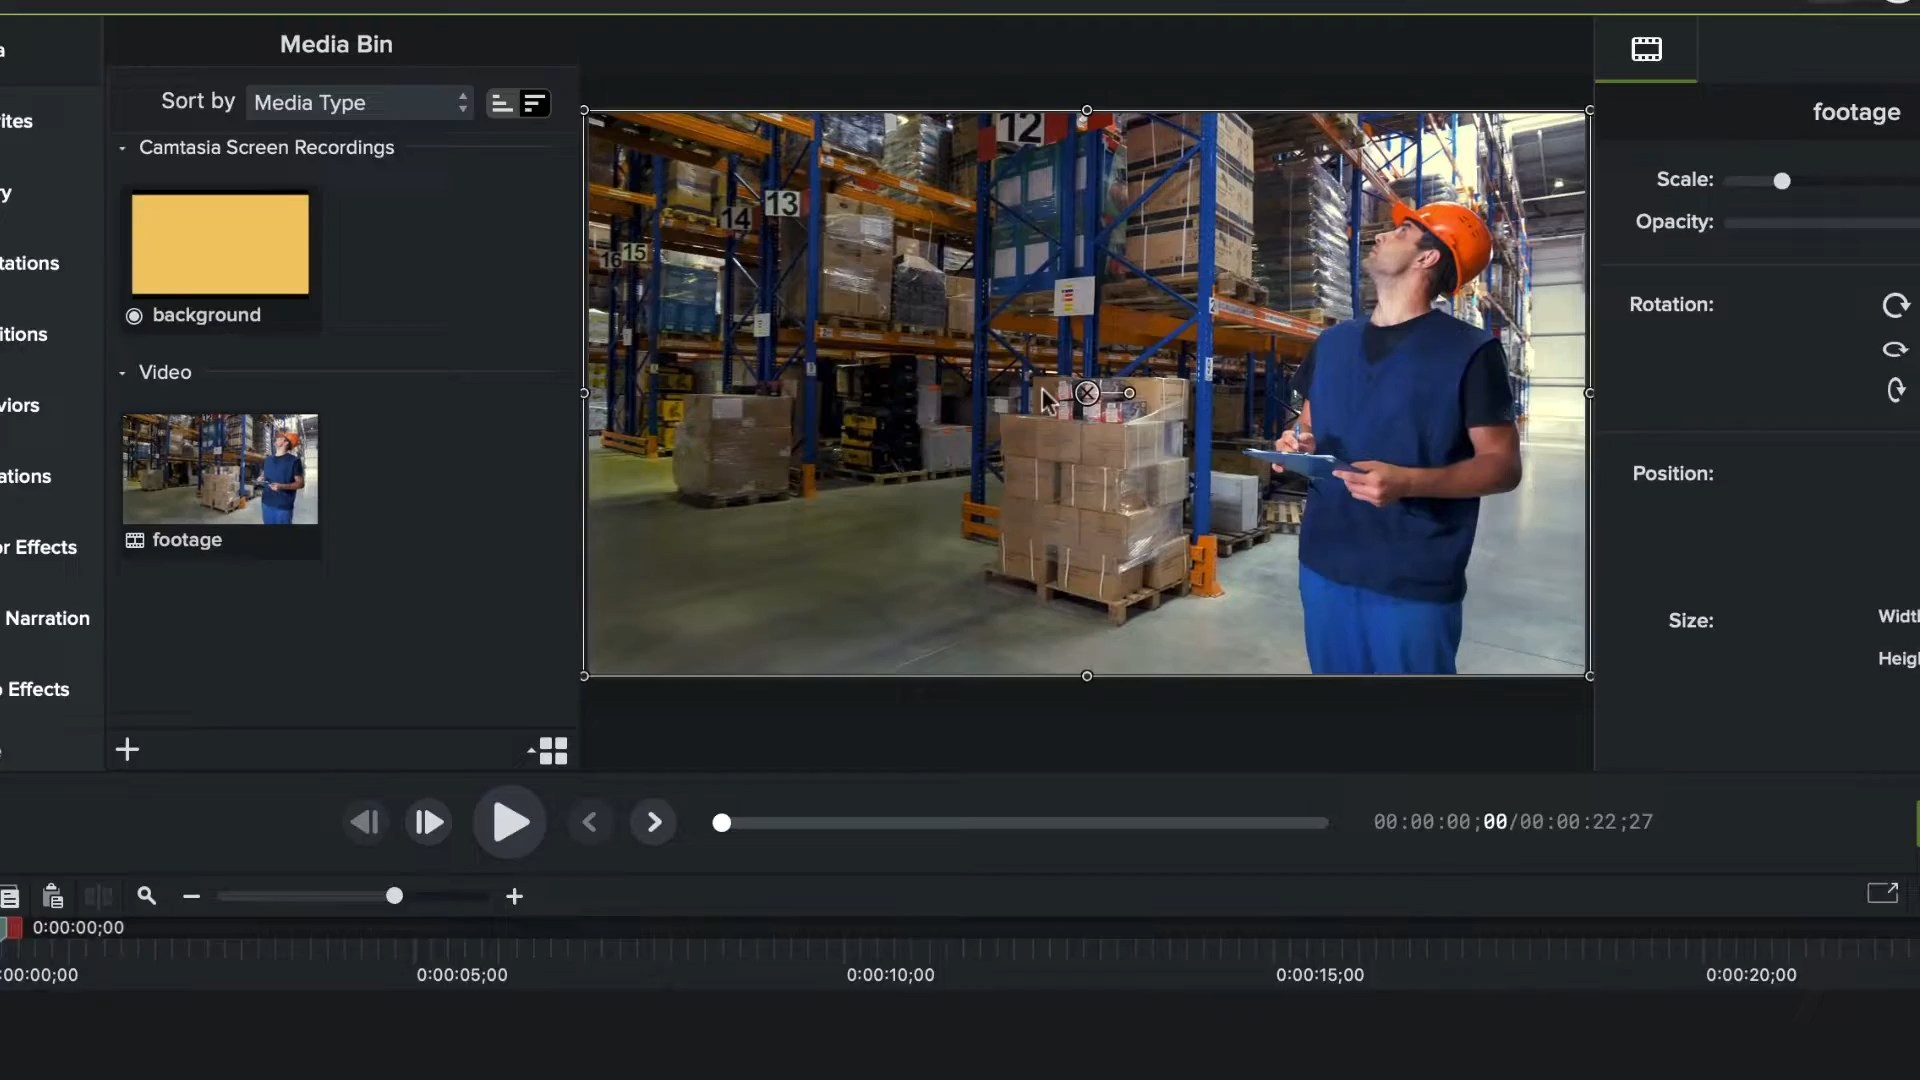 a
Media Bin
Sort by Media Type
Camtasia Screen Recordings
background
Video
footage
ites
y
tations
itions
viors
ations
or Effects
Narration
o Effects
e
12
13
14
15
16
footage
Scale:
Opacity:
Rotation:
Position:
Size:
Width
Heigh
00:00:00;00/00:00:22;27
0:00:00;00
:00:00;00
0:00:05;00
0:00:10;00
0:00:15;00
0:00:20;00